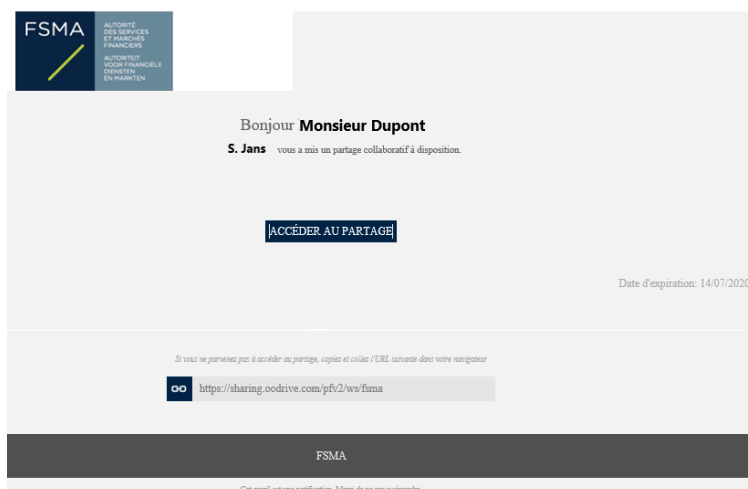 FSMA
AUTORITÉ
DES SERVICES
ET MARCHÉS
FINANCIERS
AUTORITEIT
VOOR FINANCIËLE
DIENSTEN
EN MARKTEN
Bonjour Monsieur Dupont
S. Jans vous a mis un partage collaboratif à disposition.
ACCÉDER AU PARTAGE
Date d'expiration: 14/07/2020
Si vous ne parvenez pas à accéder au partage, copiez et collez l'URL suivante dans votre navigateur
https://sharing.oodrive.com/pfv2/ws/fsma
FSMA